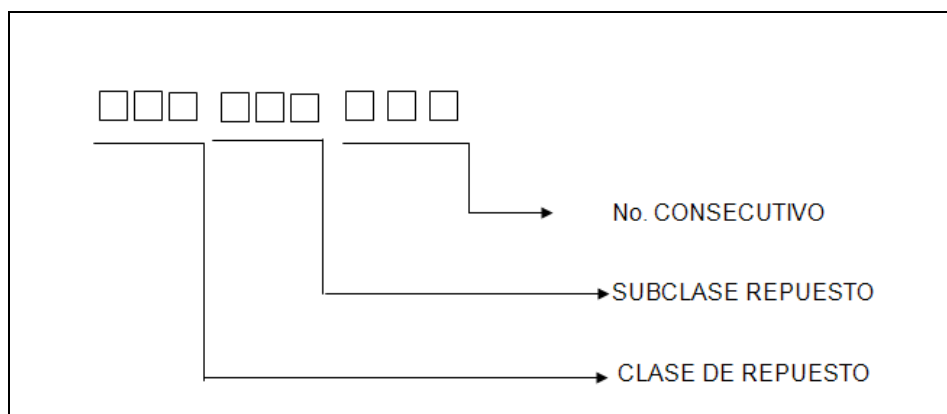 No. CONSECUTIVO
SUBCLASE REPUESTO
CLASE DE REPUESTO